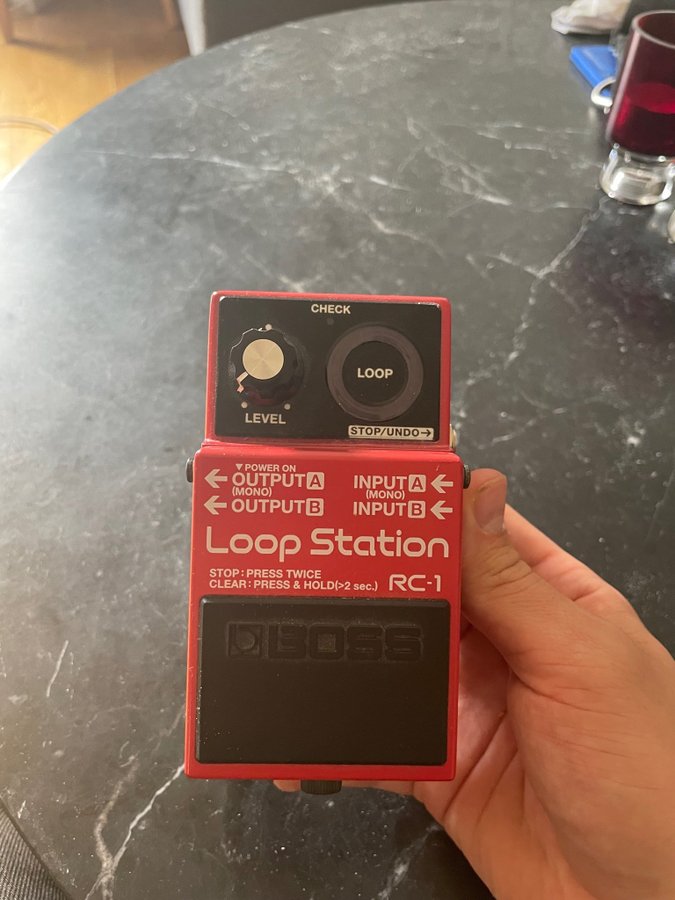 CHECK
LOOP
LEVEL
STOP/UNDO→
▼POWER ON
←OUTPUT A
(MONO)
←OUTPUT B
INPUT A←
(MONO)
INPUT B←
Loop Station
STOP : PRESS TWICE
CLEAR : PRESS & HOLD(>2 sec.)
RC-1
BOSS